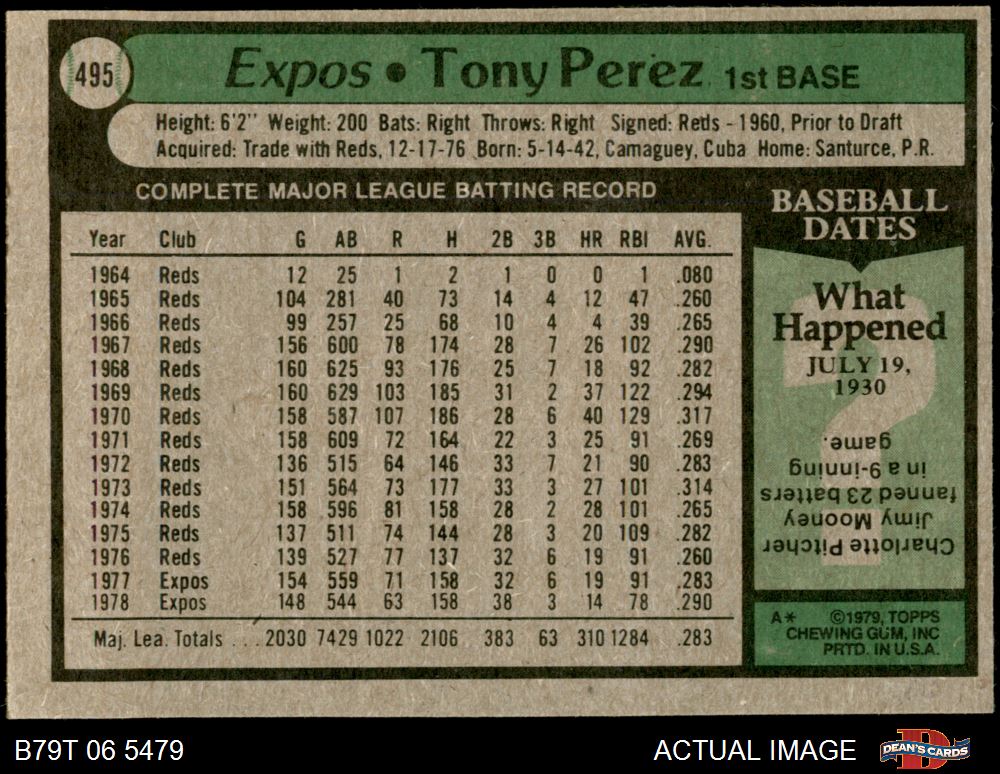 495
Expos • Tony Perez 1st BASE
Height: 6'2" Weight: 200 Bats: Right Throws: Right Signed: Reds - 1960, Prior to Draft
Acquired: Trade with Reds, 12-17-76 Born: 5-14-42, Camaguey, Cuba Home: Santurce, P.R.
COMPLETE MAJOR LEAGUE BATTING RECORD
Year Club G AB R H 2B 3B HR RBI AVG.
1964 Reds 12 25 1 2 1 0 0 1 .080
1965 Reds 104 281 40 73 14 4 12 47 .260
1966 Reds 99 257 25 68 10 4 4 39 .265
1967 Reds 156 600 78 174 28 7 26 102 .290
1968 Reds 160 625 93 176 25 7 18 92 .282
1969 Reds 160 629 103 185 31 2 37 122 .294
1970 Reds 158 587 107 186 28 6 40 129 .317
1971 Reds 158 609 72 164 22 3 25 91 .269
1972 Reds 136 515 64 146 33 7 21 90 .283
1973 Reds 151 564 73 177 33 3 27 101 .314
1974 Reds 158 596 81 158 28 2 28 101 .265
1975 Reds 137 511 74 144 28 3 20 109 .282
1976 Reds 139 527 77 137 32 6 19 91 .260
1977 Expos 154 559 71 158 32 6 19 91 .283
1978 Expos 148 544 63 158 38 3 14 78 .290
Maj. Lea. Totals ... 2030 7429 1022 2106 383 63 310 1284 .283
BASEBALL
DATES
What
Happened
JULY 19,
1930
?
Charlotte Pitcher
Jimy Mooney
fanned 23 batters
in a 9-inning
game.
A* ©1979, TOPPS
CHEWING GUM, INC
PRTD. IN U.S.A.
B79T 06 5479
ACTUAL IMAGE
DEAN'S CARDS